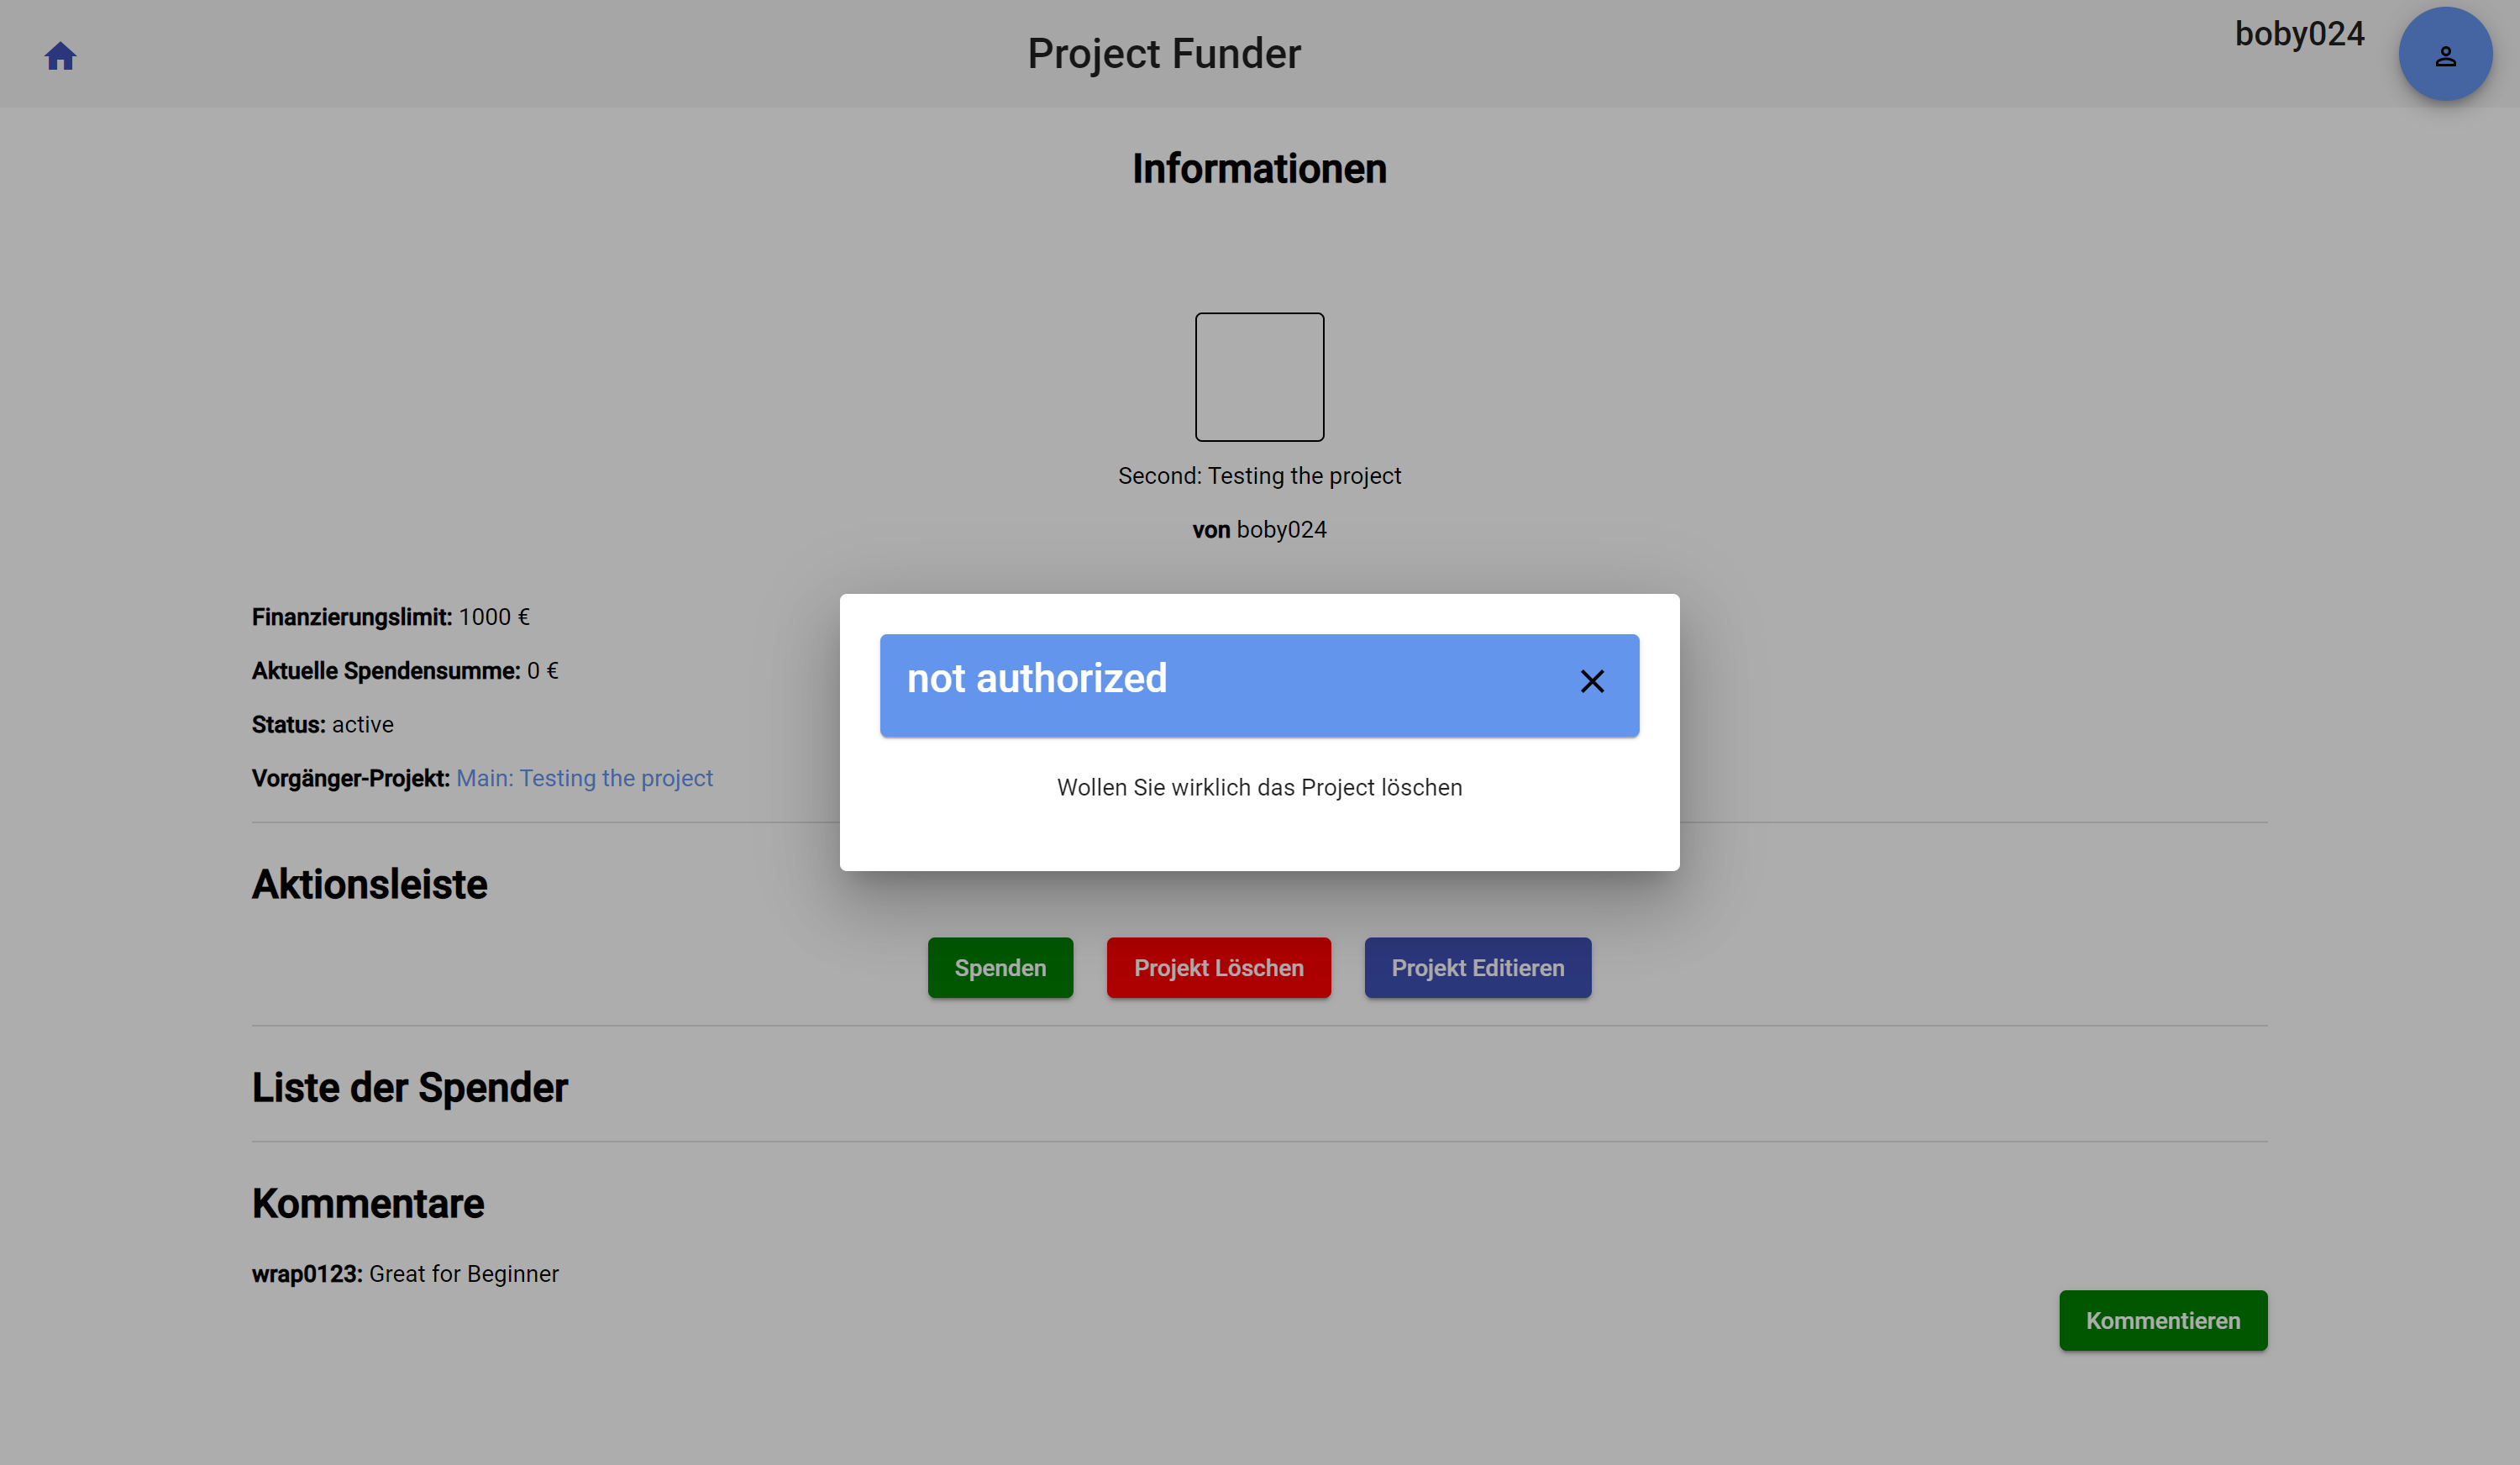 Project Funder
boby024
Informationen
Second: Testing the project
von boby024
Finanzierungslimit: 1000 €
Aktuelle Spendensumme: 0 €
Status: active
Vorgänger-Projekt: Main: Testing the project
not authorized
Wollen Sie wirklich das Project löschen
Aktionsleiste
Spenden
Projekt Löschen
Projekt Editieren
Liste der Spender
Kommentare
wrap0123: Great for Beginner
Kommentieren